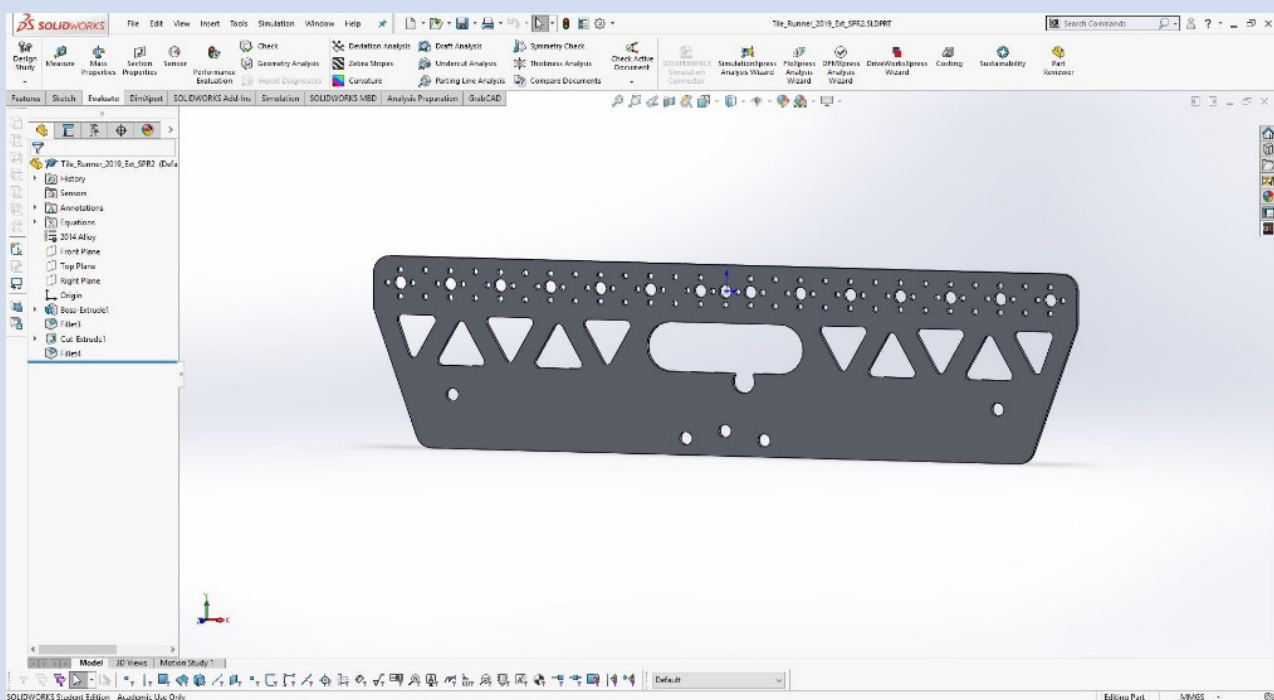 SOLIDWORKS File Edit View Insert Tools Simulation Window Help Tile_Runner_2019_Ext_SPR2.SLDPRT Search Commands
Design Study
Measure
Mass Properties
Section Properties
Sensor
Performance Evaluation
Check
Geometry Analysis
Import Diagnostics
Deviation Analysis
Zebra Stripes
Curvature
Draft Analysis
Undercut Analysis
Parting Line Analysis
Symmetry Check
Thickness Analysis
Compare Documents
Check Active Document
3DEXPERIENCE Simulation Connector
SimulationXpress Analysis Wizard
FloXpress Analysis Wizard
DFMXpress Analysis Wizard
DriveWorksXpress Wizard
Costing
Sustainability
Part Reviewer
Features Sketch Evaluate DimXpert SOLIDWORKS Add-Ins Simulation SOLIDWORKS MBD Analysis Preparation GrabCAD
Tile_Runner_2019_Ext_SPR2 (Defa
History
Sensors
Annotations
Equations
2014 Alloy
Front Plane
Top Plane
Right Plane
Origin
Boss-Extrude1
Fillet3
Cut-Extrude1
Fillet4
Y
X
Model 3D Views Motion Study 1
Default
SOLIDWORKS Student Edition - Academic Use Only Editing Part MMGS